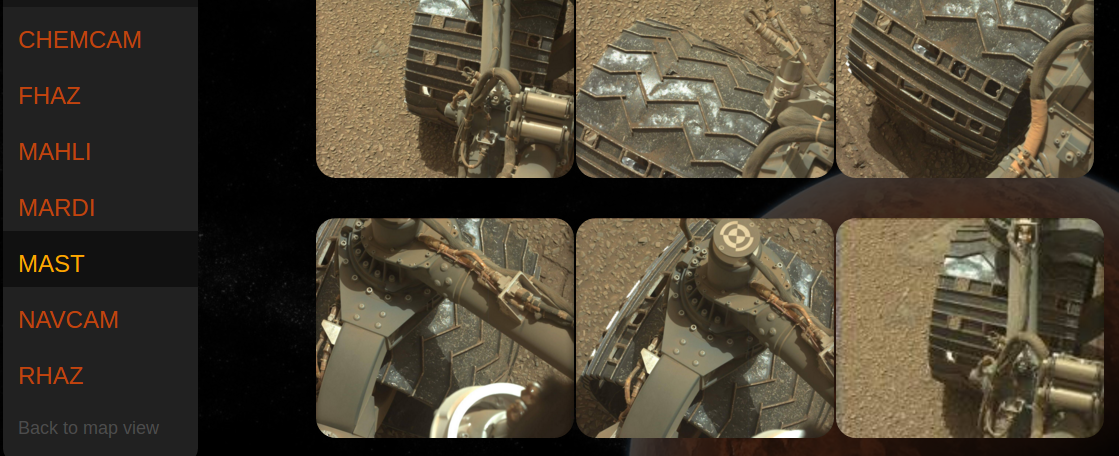 CHEMCAM
FHAZ
MAHLI
MARDI
MAST
NAVCAM
RHAZ
Back to map view